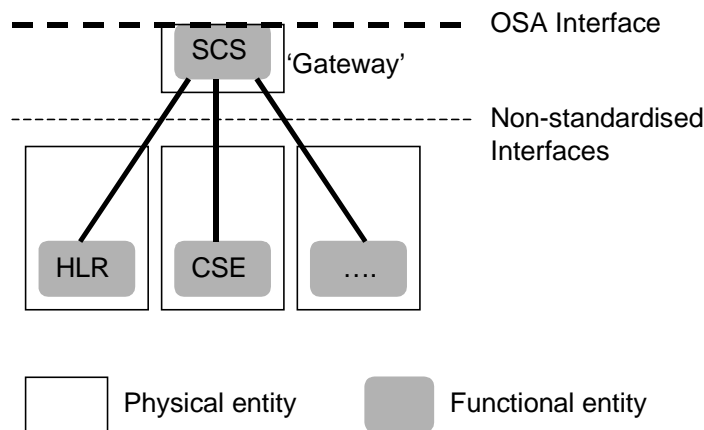 OSA Interface
SCS
‘Gateway’
Non-standardised
Interfaces
HLR
CSE
….
Physical entity
Functional entity